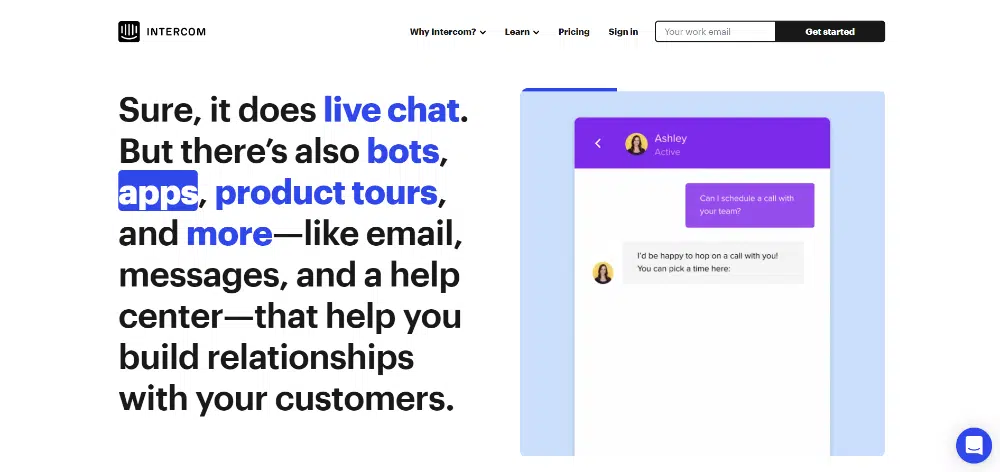 INTERCOM
Why Intercom?
Learn
Pricing
Sign in
Your work email
Get started
Sure, it does live chat.
But there’s also bots,
apps, product tours,
and more—like email,
messages, and a help
center—that help you
build relationships
with your customers.
Ashley
Active
Can I schedule a call with
your team?
I'd be happy to hop on a call with you!
You can pick a time here: